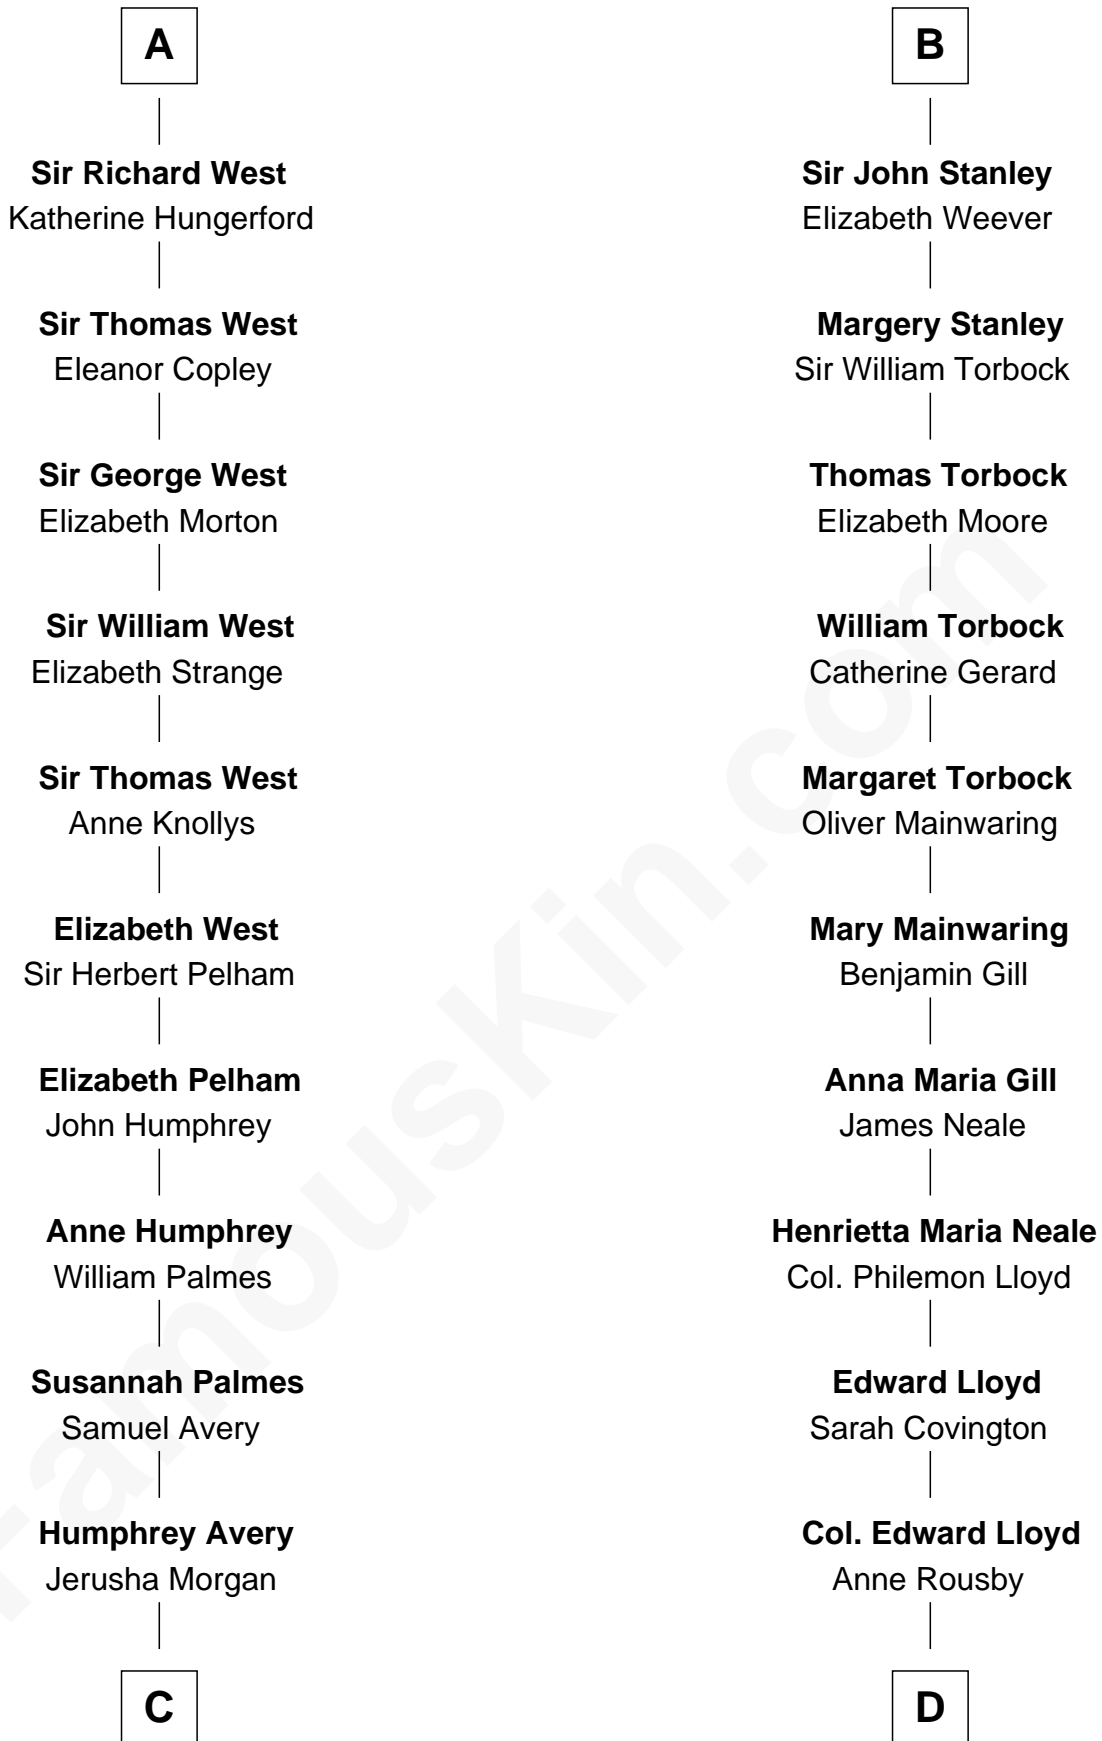 A
Sir Richard West
Katherine Hungerford
Sir Thomas West
Eleanor Copley
Sir George West
Elizabeth Morton
Sir William West
Elizabeth Strange
Sir Thomas West
Anne Knollys
Elizabeth West
Sir Herbert Pelham
Elizabeth Pelham
John Humphrey
Anne Humphrey
William Palmes
Susannah Palmes
Samuel Avery
Humphrey Avery
Jerusha Morgan
C
B
Sir John Stanley
Elizabeth Weever
Margery Stanley
Sir William Torbock
Thomas Torbock
Elizabeth Moore
William Torbock
Catherine Gerard
Margaret Torbock
Oliver Mainwaring
Mary Mainwaring
Benjamin Gill
Anna Maria Gill
James Neale
Henrietta Maria Neale
Col. Philemon Lloyd
Edward Lloyd
Sarah Covington
Col. Edward Lloyd
Anne Rousby
D
FamousKin.com